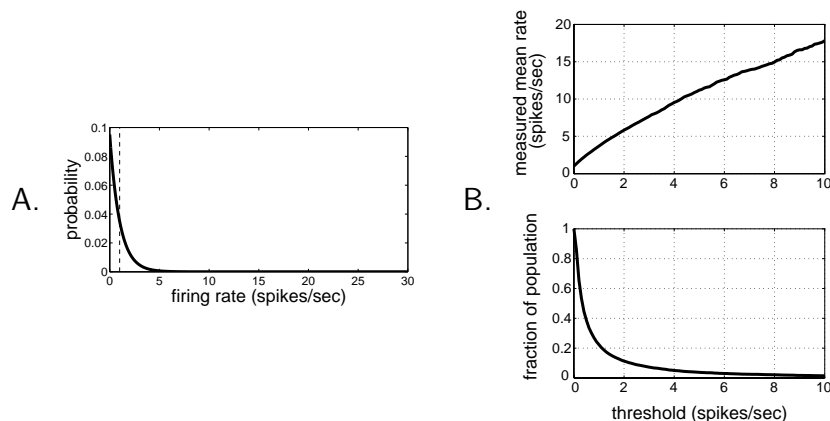 A.
probability
0.1
0.08
0.06
0.04
0.02
0
0 5 10 15 20 25 30
firing rate (spikes/sec)
B.
measured mean rate
(spikes/sec)
20
15
10
5
0
0 2 4 6 8 10
fraction of population
1
0.8
0.6
0.4
0.2
0
0 2 4 6 8 10
threshold (spikes/sec)